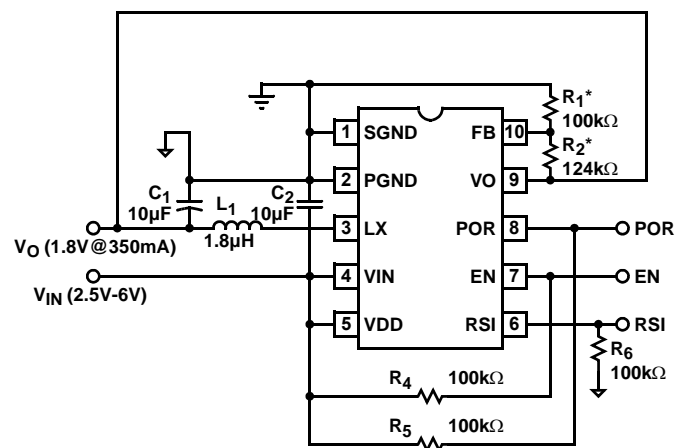 R1*
100kΩ
R2*
124kΩ
1 SGND FB 10
2 PGND VO 9
3 LX POR 8
4 VIN EN 7
5 VDD RSI 6
C1
10µF
L1
1.8µH
C2
10µF
VO (1.8V@350mA)
VIN (2.5V-6V)
POR
EN
RSI
R6
100kΩ
R4 100kΩ
R5 100kΩ